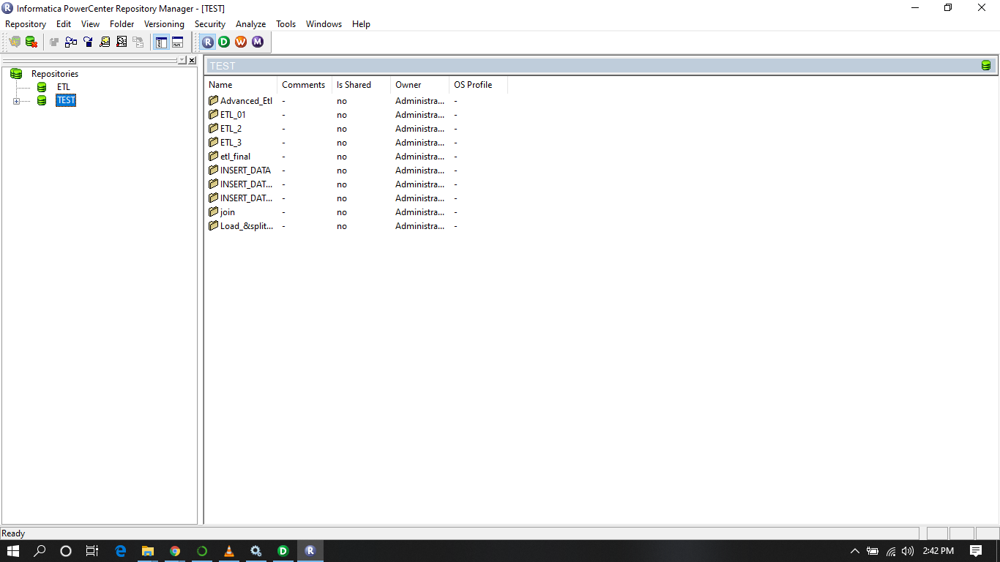 Informatica PowerCenter Repository Manager - [TEST]
Repository Edit View Folder Versioning Security Analyze Tools Windows Help
R D W M
Repositories
ETL
TEST
TEST
Name Comments Is Shared Owner OS Profile
Advanced_Etl - no Administra... -
ETL_01 - no Administra... -
ETL_2 - no Administra... -
ETL_3 - no Administra... -
etl_final - no Administra... -
INSERT_DATA - no Administra... -
INSERT_DAT... - no Administra... -
INSERT_DAT... - no Administra... -
join - no Administra... -
Load_&split... - no Administra... -
Ready
D R 2:42 PM